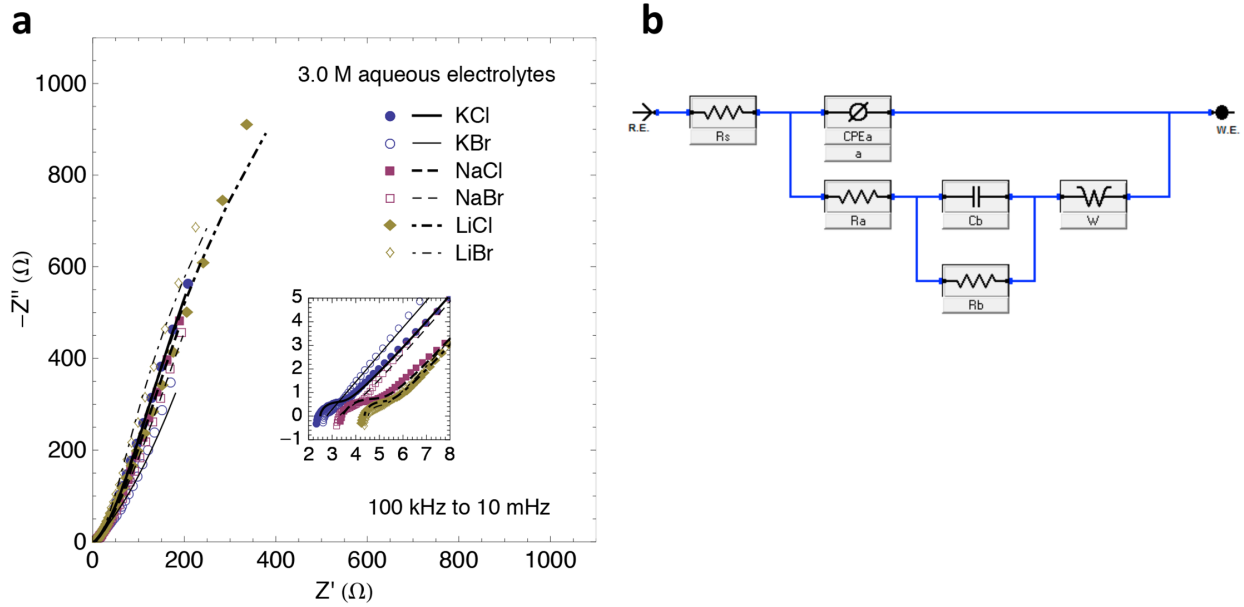 a
b
1000
800
600
400
200
0
−Z'' (Ω)
3.0 M aqueous electrolytes
KCl
KBr
NaCl
NaBr
LiCl
LiBr
5
4
3
2
1
0
−1
2 3 4 5 6 7 8
100 kHz to 10 mHz
0 200 400 600 800 1000
Z' (Ω)
R.E.
Rs
CPEa
a
W.E.
Ra
Cb
W
Rb